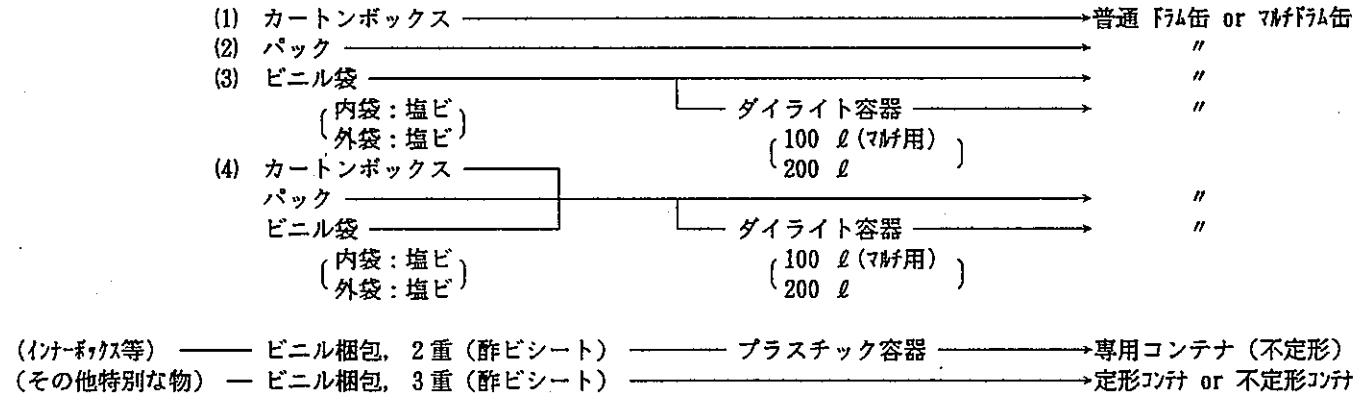 (1) カートンボックス 普通 ﾄﾞﾗﾑ缶 or ﾏﾙﾁﾄﾞﾗﾑ缶
(2) パック 〃
(3) ビニル袋 〃
(内袋:塩ビ ダイライト容器 〃
外袋:塩ビ) (100 ℓ(ﾏﾙﾁ用)
(4) カートンボックス 200 ℓ)
パック 〃
ビニル袋 ダイライト容器 〃
(内袋:塩ビ (100 ℓ(ﾏﾙﾁ用)
外袋:塩ビ) 200 ℓ)
(ｲﾝﾅｰﾎﾞｯｸｽ等) ビニル梱包, 2重(酢ビシート) プラスチック容器 専用コンテナ(不定形)
(その他特別な物) ビニル梱包, 3重(酢ビシート) 定形ｺﾝﾃﾅ or 不定形ｺﾝﾃﾅ